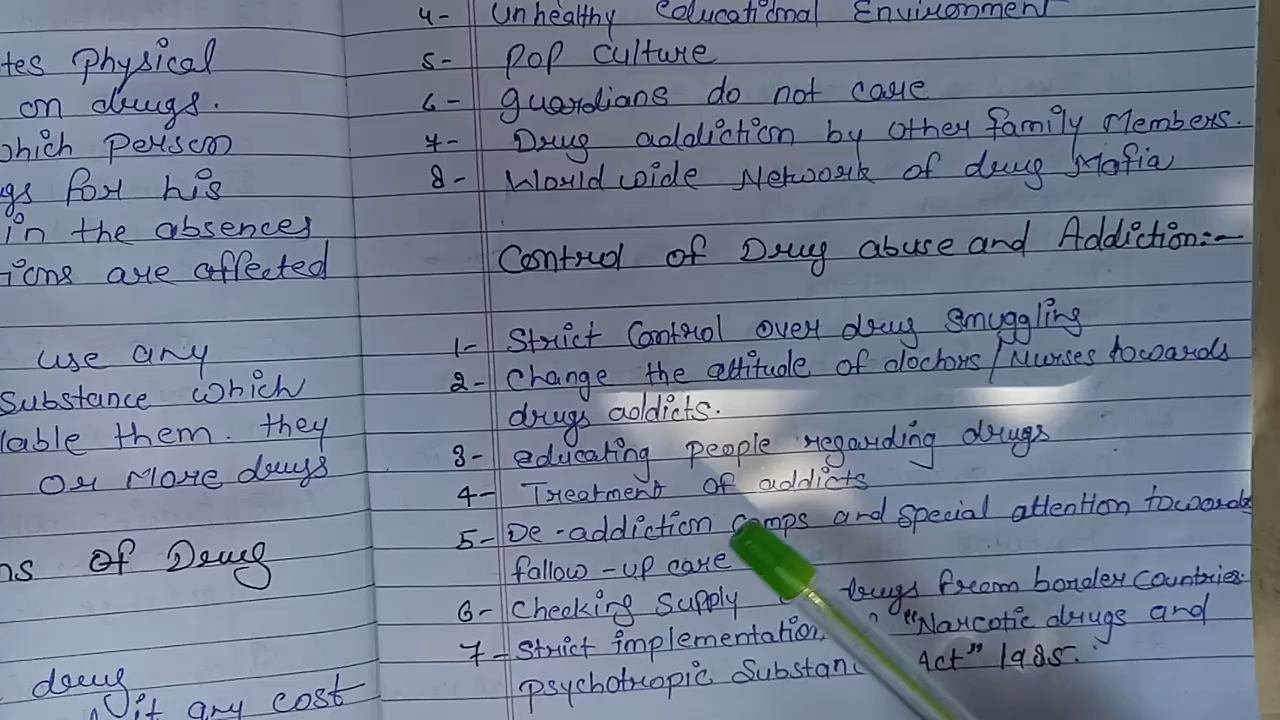 tes Physical
on drugs.
which Person
gs for his
in the absences
ions are affected
use any
Substance which
lable them. they
or More drugs
ns of Drug
drug
it any cost
4- Unhealthy Educational Environment
5- Pop Culture
6- guardians do not care
7- Drug addiction by other family Members.
8- World wide Network of drug Mafia
Control of Drug abuse and Addiction:-
1- Strict Control over drug Smuggling
2- Change the attitude of doctors/Nurses towards
drugs addicts.
3- educating people regarding drugs
4- Treatment of addicts
5- De-addiction camps and special attention towards
fallow-up care
6- Checking Supply drugs from border countries.
7- Strict implementation "Narcotic drugs and
psychotropic Substanc Act" 1985.